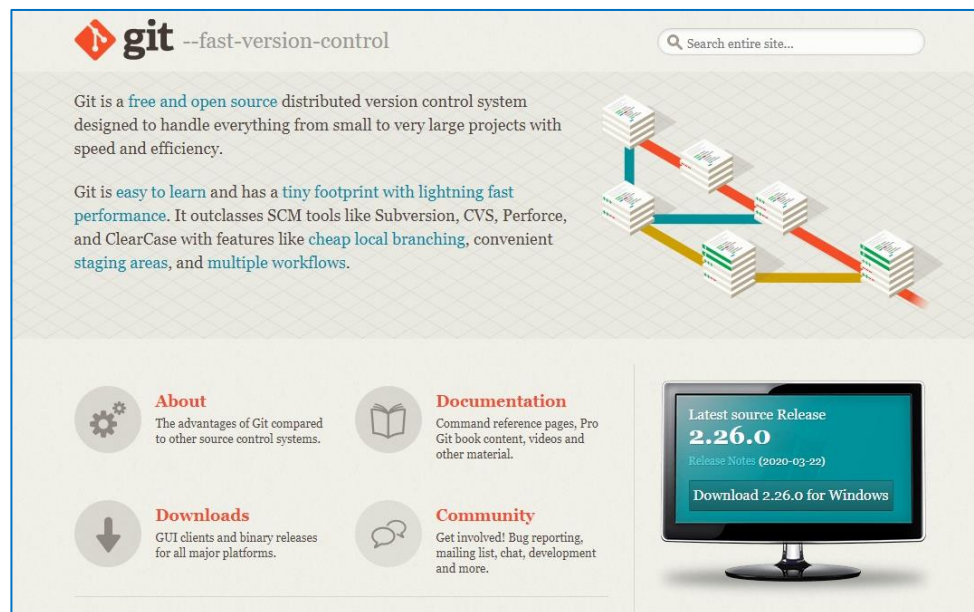 git --fast-version-control
Search entire site...
Git is a free and open source distributed version control system
designed to handle everything from small to very large projects with
speed and efficiency.
Git is easy to learn and has a tiny footprint with lightning fast
performance. It outclasses SCM tools like Subversion, CVS, Perforce,
and ClearCase with features like cheap local branching, convenient
staging areas, and multiple workflows.
About
The advantages of Git compared
to other source control systems.
Documentation
Command reference pages, Pro
Git book content, videos and
other material.
Downloads
GUI clients and binary releases
for all major platforms.
Community
Get involved! Bug reporting,
mailing list, chat, development
and more.
Latest source Release
2.26.0
Release Notes (2020-03-22)
Download 2.26.0 for Windows